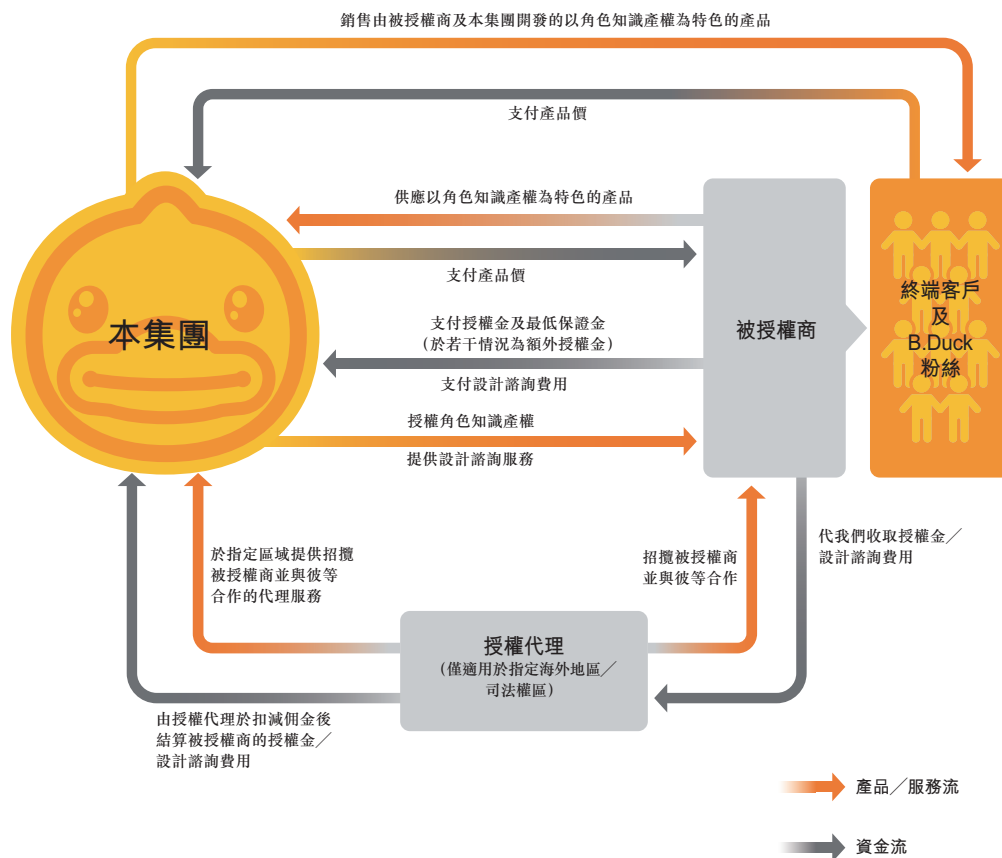 銷售由被授權商及本集團開發的以角色知識產權為特色的產品
支付產品價
供應以角色知識產權為特色的產品
支付產品價
支付授權金及最低保證金
（於若干情況為額外授權金）
支付設計諮詢費用
授權角色知識產權
提供設計諮詢服務
本集團
被授權商
終端客戶
及
B.Duck
粉絲
於指定區域提供招攬
被授權商並與彼等
合作的代理服務
招攬被授權商
並與彼等合作
代我們收取授權金／
設計諮詢費用
授權代理
（僅適用於指定海外地區／
司法權區）
由授權代理於扣減佣金後
結算被授權商的授權金／
設計諮詢費用
產品／服務流
資金流